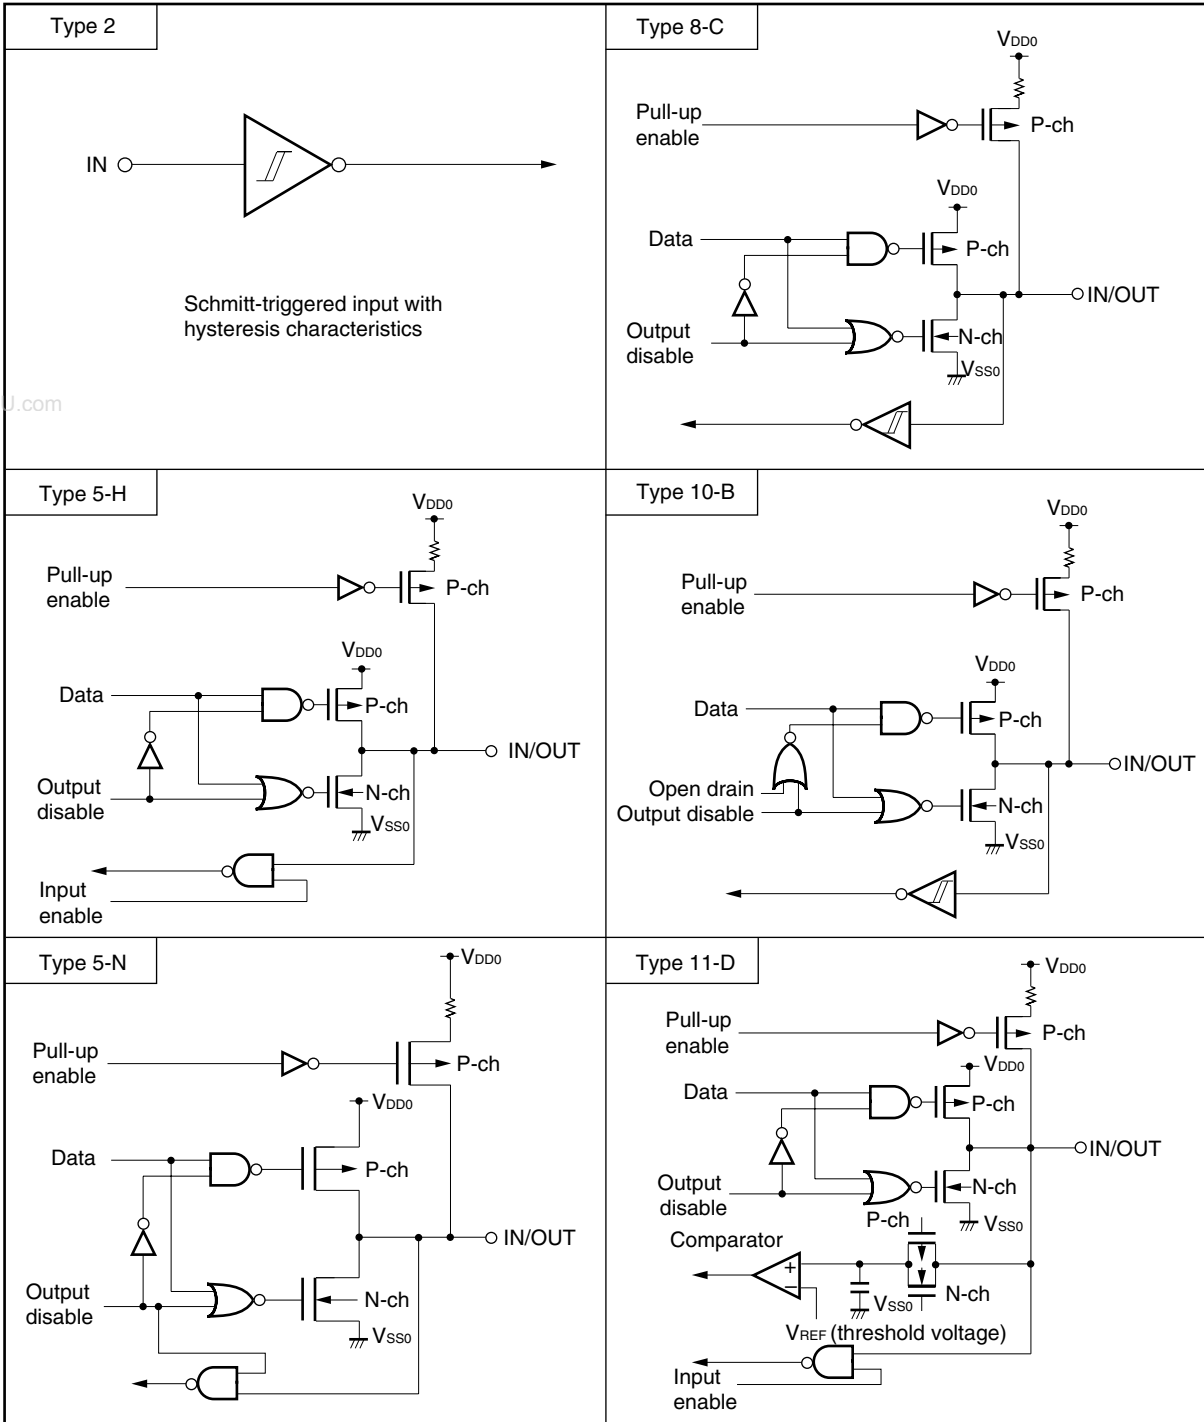 Type 2
IN
Schmitt-triggered input with
hysteresis characteristics
U.com
Type 8-C
VDD0
Pull-up
enable
P-ch
VDD0
Data
P-ch
IN/OUT
Output
disable
N-ch
VSS0
Type 5-H
VDD0
Pull-up
enable
P-ch
VDD0
Data
P-ch
IN/OUT
Output
disable
N-ch
VSS0
Input
enable
Type 10-B
VDD0
Pull-up
enable
P-ch
VDD0
Data
P-ch
IN/OUT
Open drain
Output disable
N-ch
VSS0
Type 5-N
VDD0
Pull-up
enable
P-ch
VDD0
Data
P-ch
IN/OUT
Output
disable
N-ch
VSS0
Type 11-D
VDD0
Pull-up
enable
P-ch
VDD0
Data
P-ch
IN/OUT
Output
disable
N-ch
VSS0
P-ch
Comparator
+
−
VSS0
N-ch
VREF (threshold voltage)
Input
enable